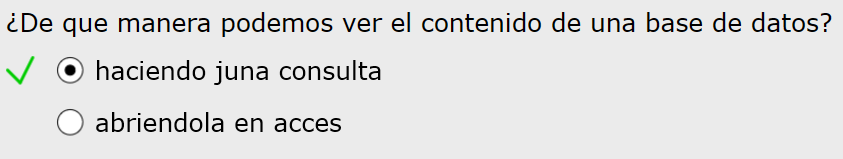 ¿De que manera podemos ver el contenido de una base de datos?
haciendo juna consulta
abriendola en acces